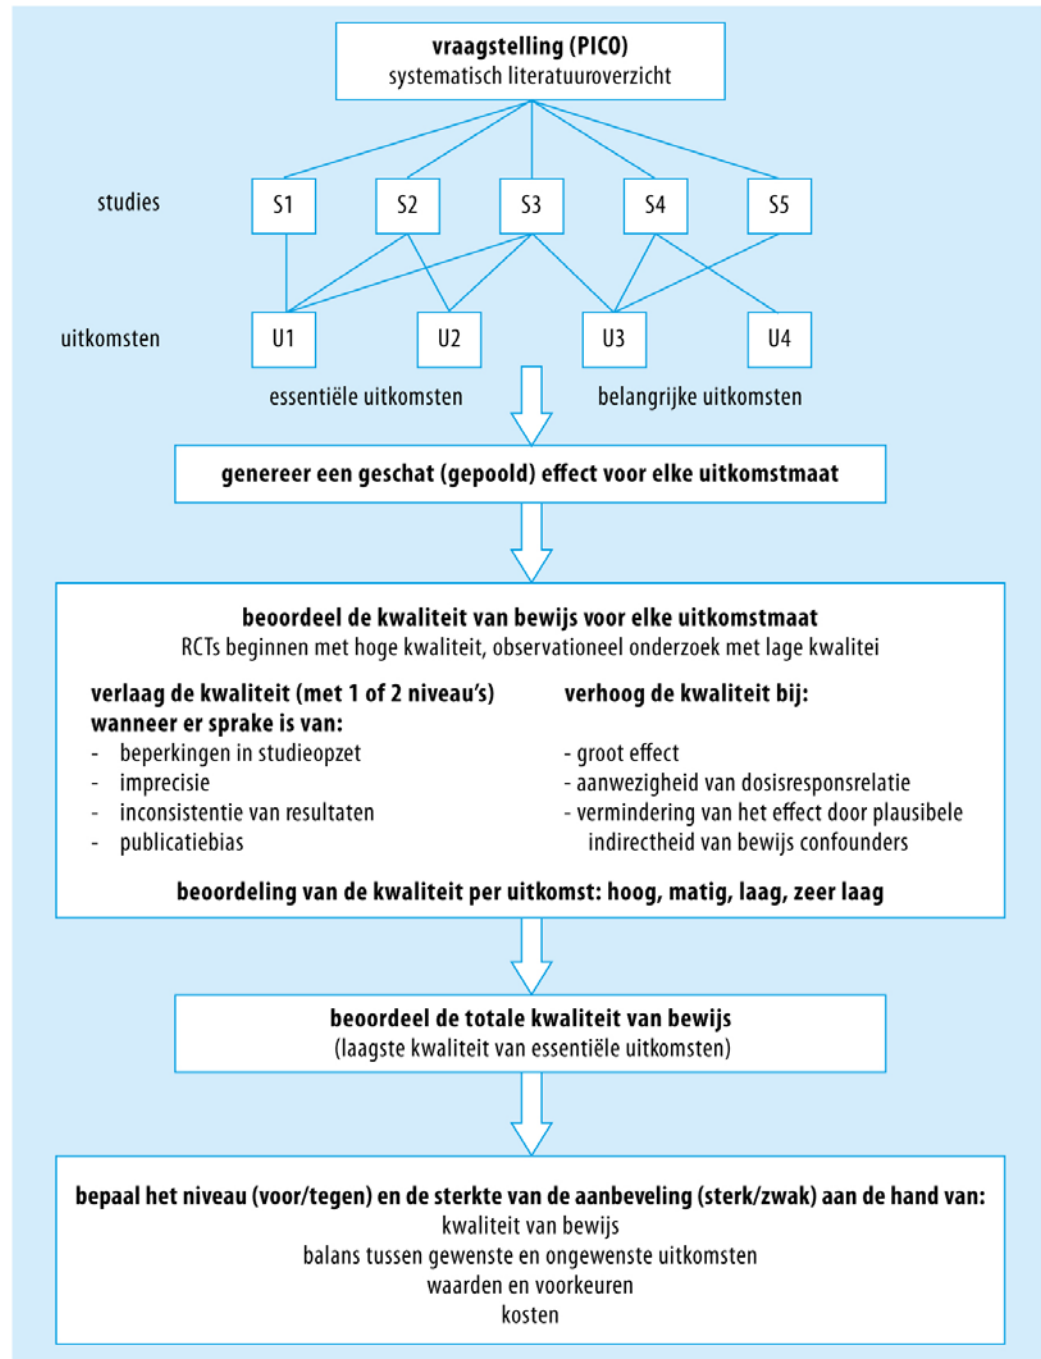 vraagstelling (PICO)
systematisch literatuuroverzicht
studies
S1 S2 S3 S4 S5
uitkomsten
U1 U2 U3 U4
essentiële uitkomsten belangrijke uitkomsten
genereer een geschat (gepoold) effect voor elke uitkomstmaat
beoordeel de kwaliteit van bewijs voor elke uitkomstmaat
RCTs beginnen met hoge kwaliteit, observationeel onderzoek met lage kwalitei
verlaag de kwaliteit (met 1 of 2 niveau's)
wanneer er sprake is van:
- beperkingen in studieopzet
- imprecisie
- inconsistentie van resultaten
- publicatiebias
verhoog de kwaliteit bij:
- groot effect
- aanwezigheid van dosisresponsrelatie
- vermindering van het effect door plausibele
indirectheid van bewijs confounders
beoordeling van de kwaliteit per uitkomst: hoog, matig, laag, zeer laag
beoordeel de totale kwaliteit van bewijs
(laagste kwaliteit van essentiële uitkomsten)
bepaal het niveau (voor/tegen) en de sterkte van de aanbeveling (sterk/zwak) aan de hand van:
kwaliteit van bewijs
balans tussen gewenste en ongewenste uitkomsten
waarden en voorkeuren
kosten